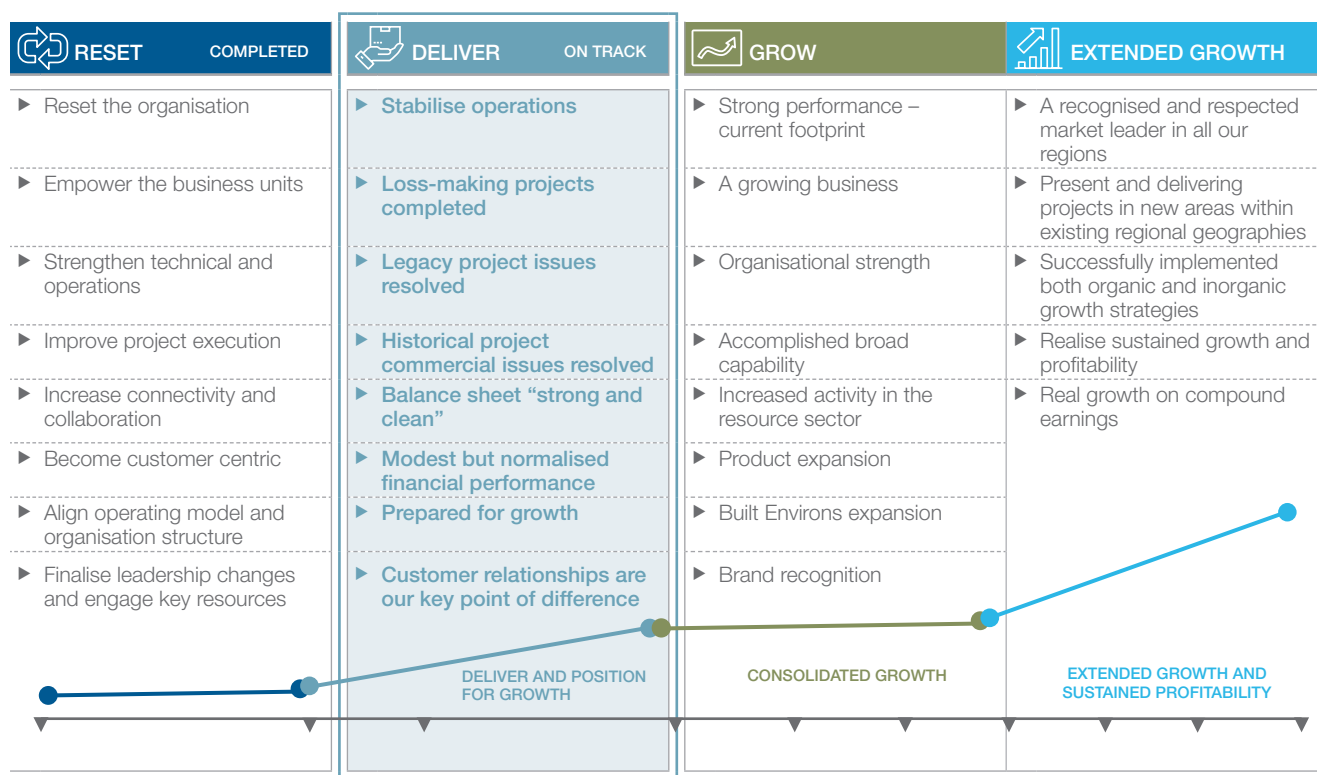 RESET
COMPLETED
Reset the organisation
Empower the business units
Strengthen technical and
operations
Improve project execution
Increase connectivity and
collaboration
Become customer centric
Align operating model and
organisation structure
Finalise leadership changes
and engage key resources
DELIVER
ON TRACK
Stabilise operations
Loss-making projects
completed
Legacy project issues
resolved
Historical project
commercial issues resolved
Balance sheet “strong and
clean”
Modest but normalised
financial performance
Prepared for growth
Customer relationships are
our key point of difference
DELIVER AND POSITION
FOR GROWTH
GROW
Strong performance –
current footprint
A growing business
Organisational strength
Accomplished broad
capability
Increased activity in the
resource sector
Product expansion
Built Environs expansion
Brand recognition
CONSOLIDATED GROWTH
EXTENDED GROWTH
A recognised and respected
market leader in all our
regions
Present and delivering
projects in new areas within
existing regional geographies
Successfully implemented
both organic and inorganic
growth strategies
Realise sustained growth and
profitability
Real growth on compound
earnings
EXTENDED GROWTH AND
SUSTAINED PROFITABILITY